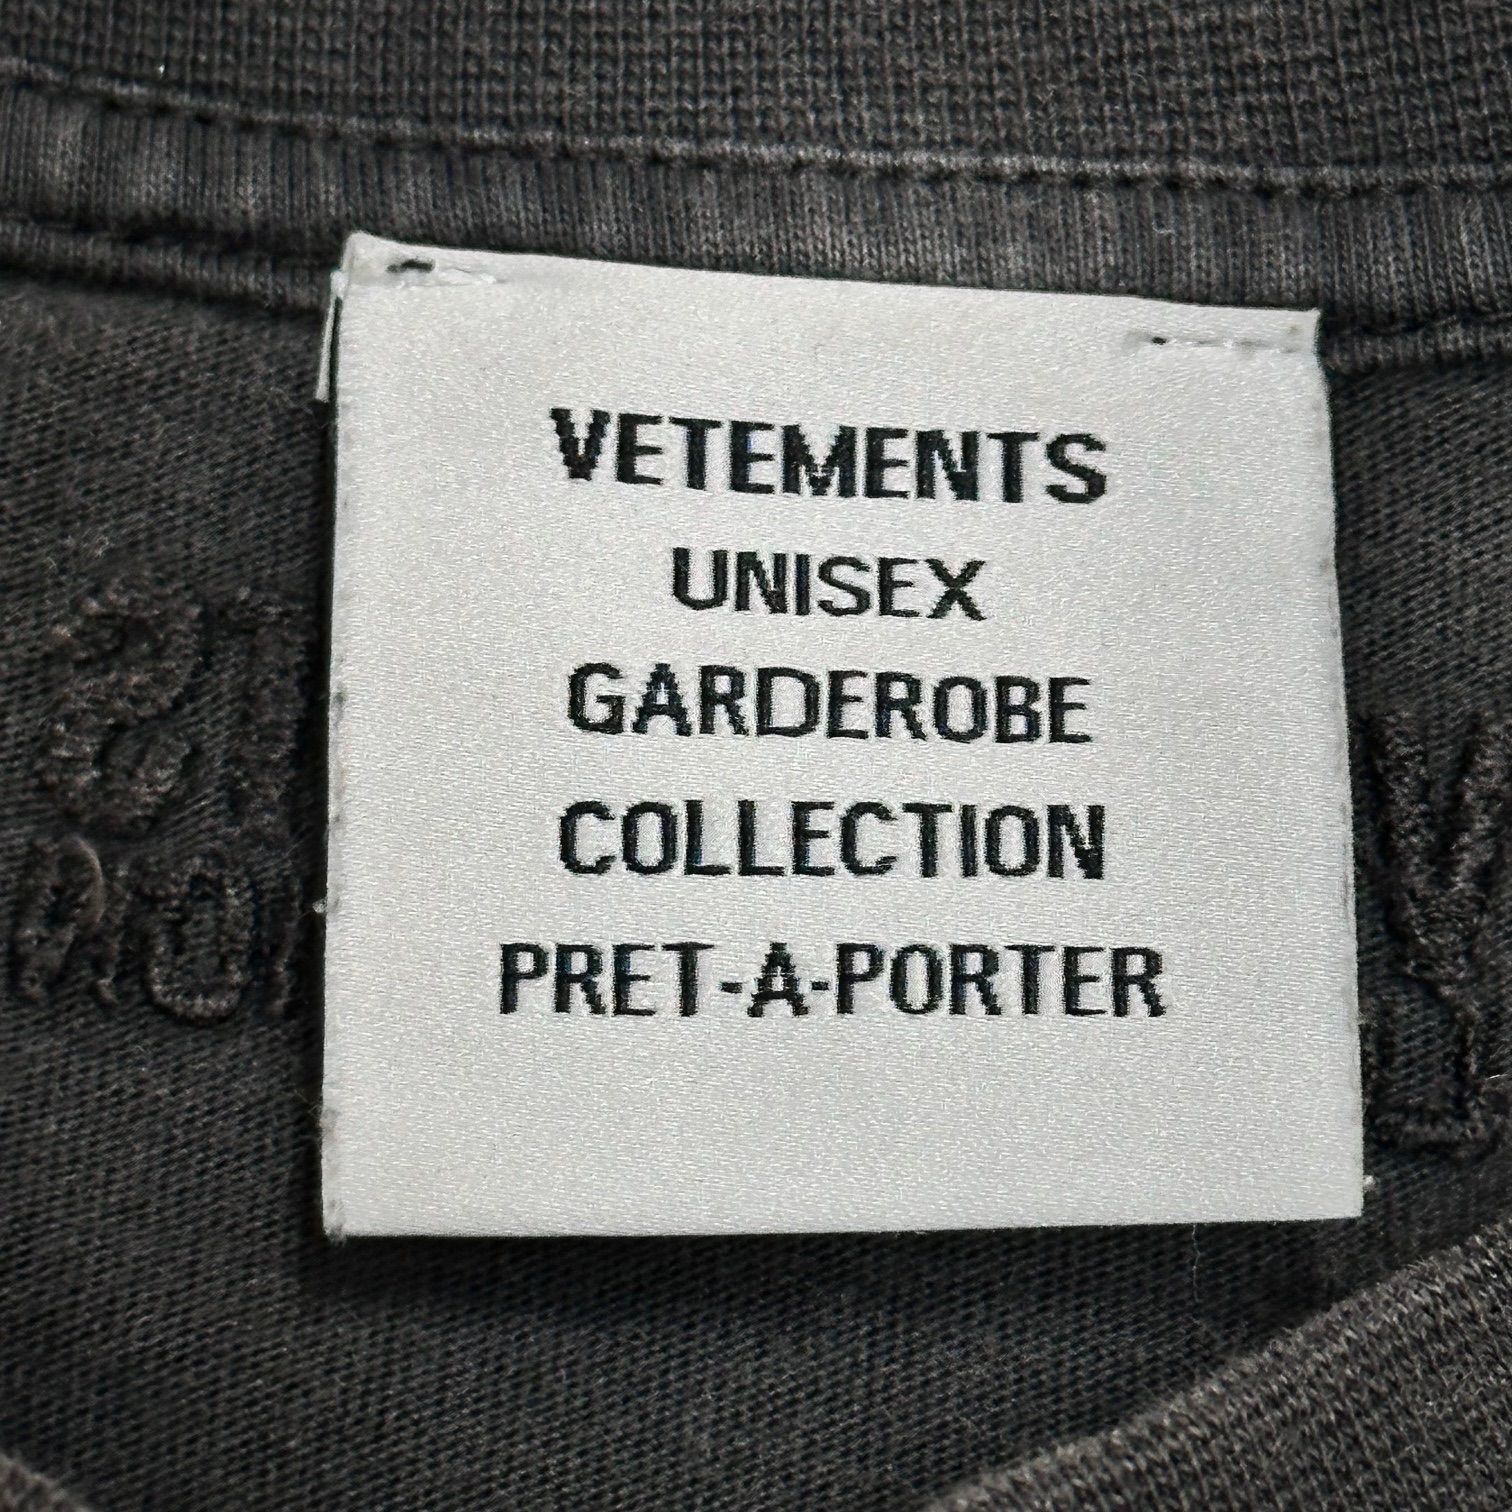 VETEMENTS
UNISEX
GARDEROBE
COLLECTION
PRET-A-PORTER